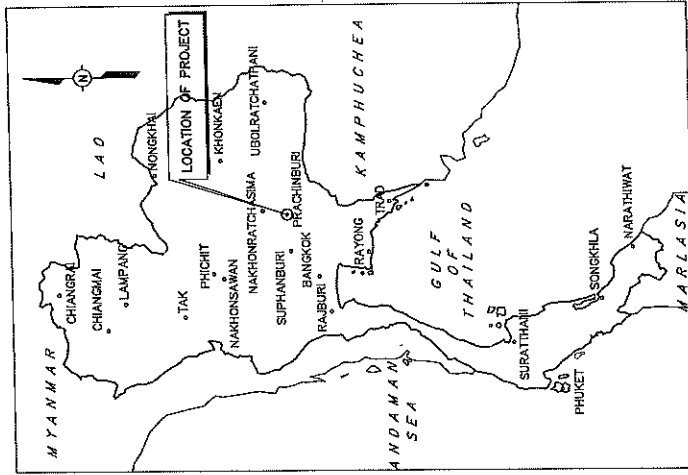 MYANMAR
LAO
N
CHIANGRAI
CHIANGMAI
LAMPANG
NONGKHAI
LOCATION OF PROJECT
TAK
PHICHIT
KHONKAEN
NAKHONSAWAN
NAKHONRATCHASIMA
UBOLRATCHATHANI
SUPHANBURI
PRACHINBURI
BANGKOK
RAJBURI
KAMPHUCHEA
RAYONG
TRAD
GULF
OF
THAILAND
ANDAMAN
SEA
SURATTHANI
PHUKET
SONGKHLA
NARATHIWAT
MARLASIA